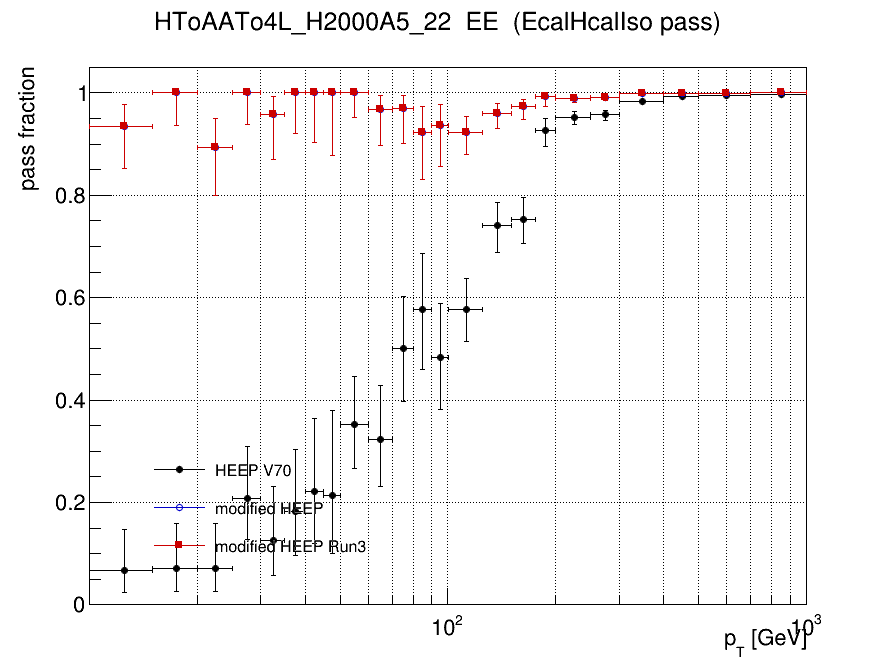 HToAATo4L_H2000A5_22 EE (EcalHcalIso pass)
pass fraction
1
0.8
0.6
0.4
0.2
0
HEEP V70
modified HEEP
modified HEEP Run3
10²
10³
p_T [GeV]